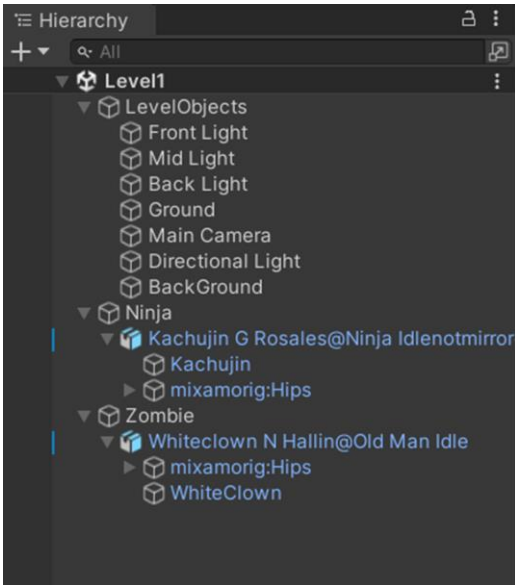 Hierarchy
All
Level1
LevelObjects
Front Light
Mid Light
Back Light
Ground
Main Camera
Directional Light
BackGround
Ninja
Kachujin G Rosales@Ninja Idlenotmirror
Kachujin
mixamorig:Hips
Zombie
Whiteclown N Hallin@Old Man Idle
mixamorig:Hips
WhiteClown